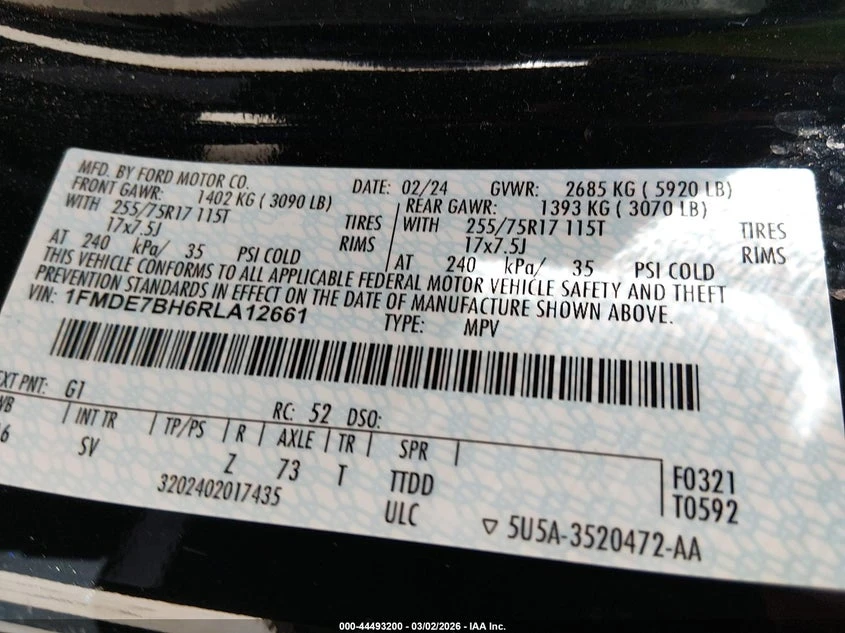 MFD. BY FORD MOTOR CO.
DATE: 02/24 GVWR: 2685 KG ( 5920 LB)
FRONT GAWR: 1402 KG ( 3090 LB) REAR GAWR: 1393 KG ( 3070 LB)
WITH 255/75R17 115T TIRES WITH 255/75R17 115T TIRES
17x7.5J RIMS 17x7.5J RIMS
AT 240 kPa/ 35 PSI COLD AT 240 kPa/ 35 PSI COLD
THIS VEHICLE CONFORMS TO ALL APPLICABLE FEDERAL MOTOR VEHICLE SAFETY AND THEFT
PREVENTION STANDARDS IN EFFECT ON THE DATE OF MANUFACTURE SHOWN ABOVE.
VIN: 1FMDE7BH6RLA12661 TYPE: MPV
EXT PNT: G1 RC: 52 DSO:
WB INT TR TP/PS R AXLE TR SPR
6 SV Z 73 T TTDD F0321
3202402017435 ULC T0592
5U5A-3520472-AA
000-44493200 - 03/02/2026 - IAA Inc.